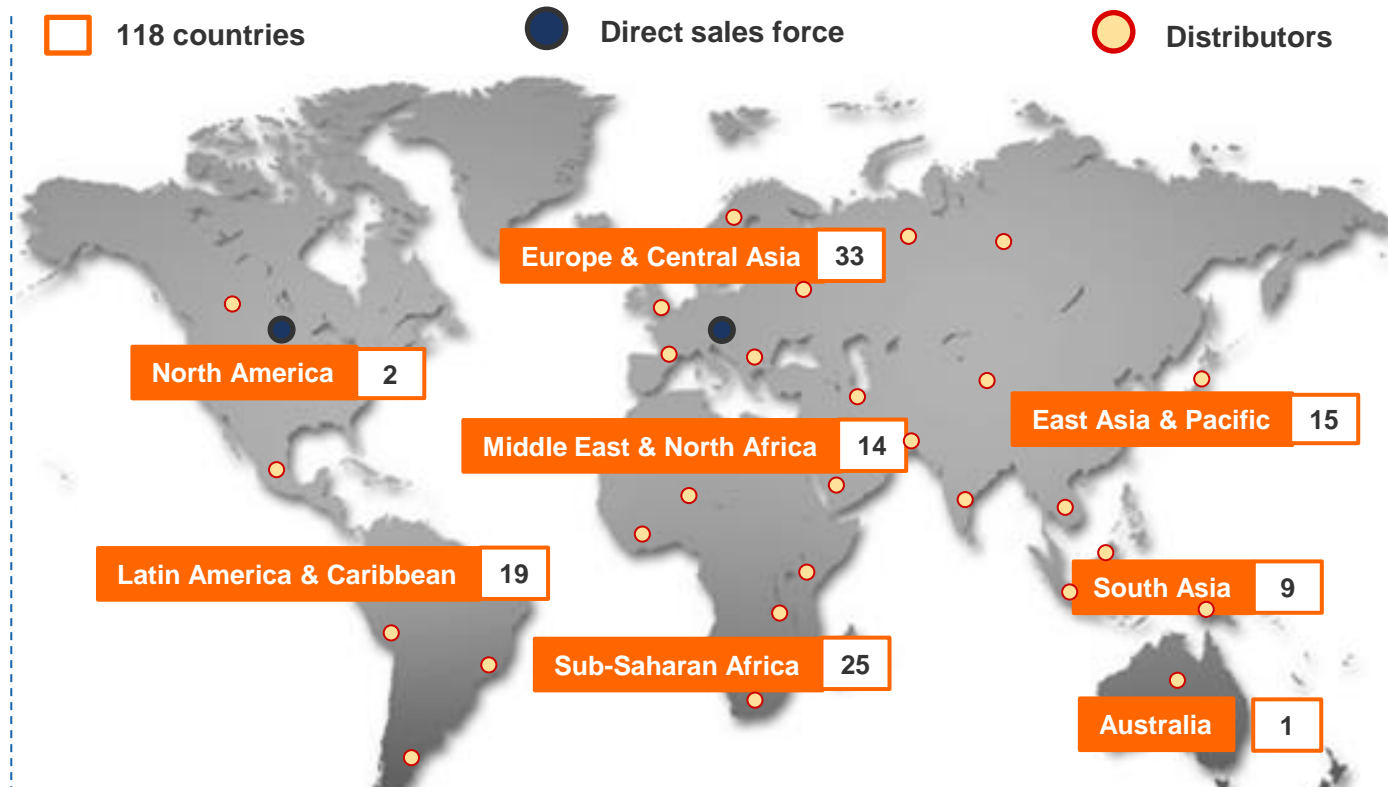 118 countries
Direct sales force
Distributors
Europe & Central Asia 33
North America 2
East Asia & Pacific 15
Middle East & North Africa 14
Latin America & Caribbean 19
South Asia 9
Sub-Saharan Africa 25
Australia 1